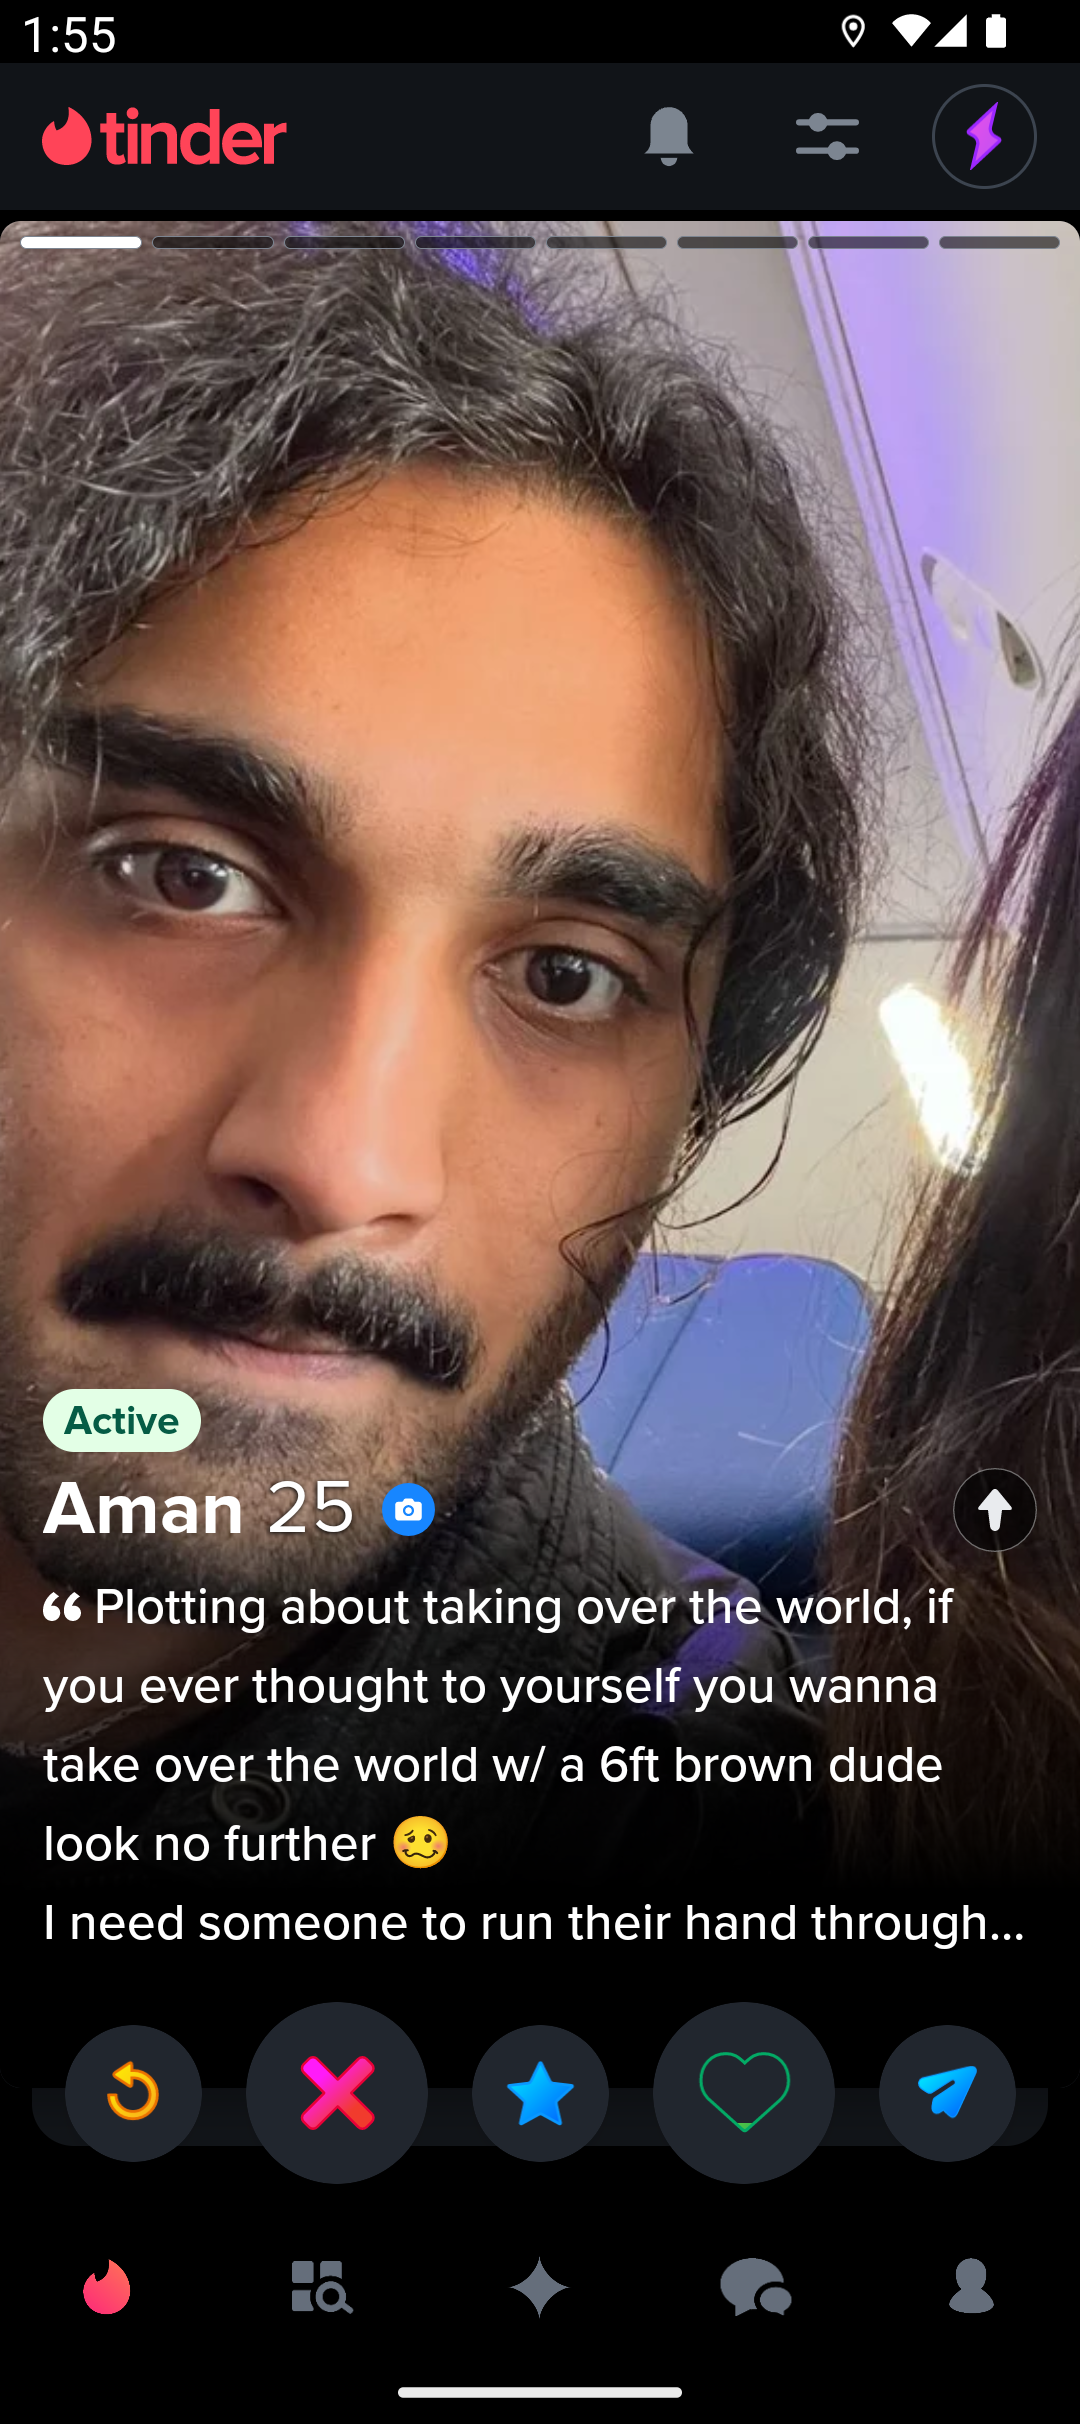 1:55
tinder
Active
Aman 25
“ Plotting about taking over the world, if
you ever thought to yourself you wanna
take over the world w/ a 6ft brown dude
look no further 🥴
I need someone to run their hand through...